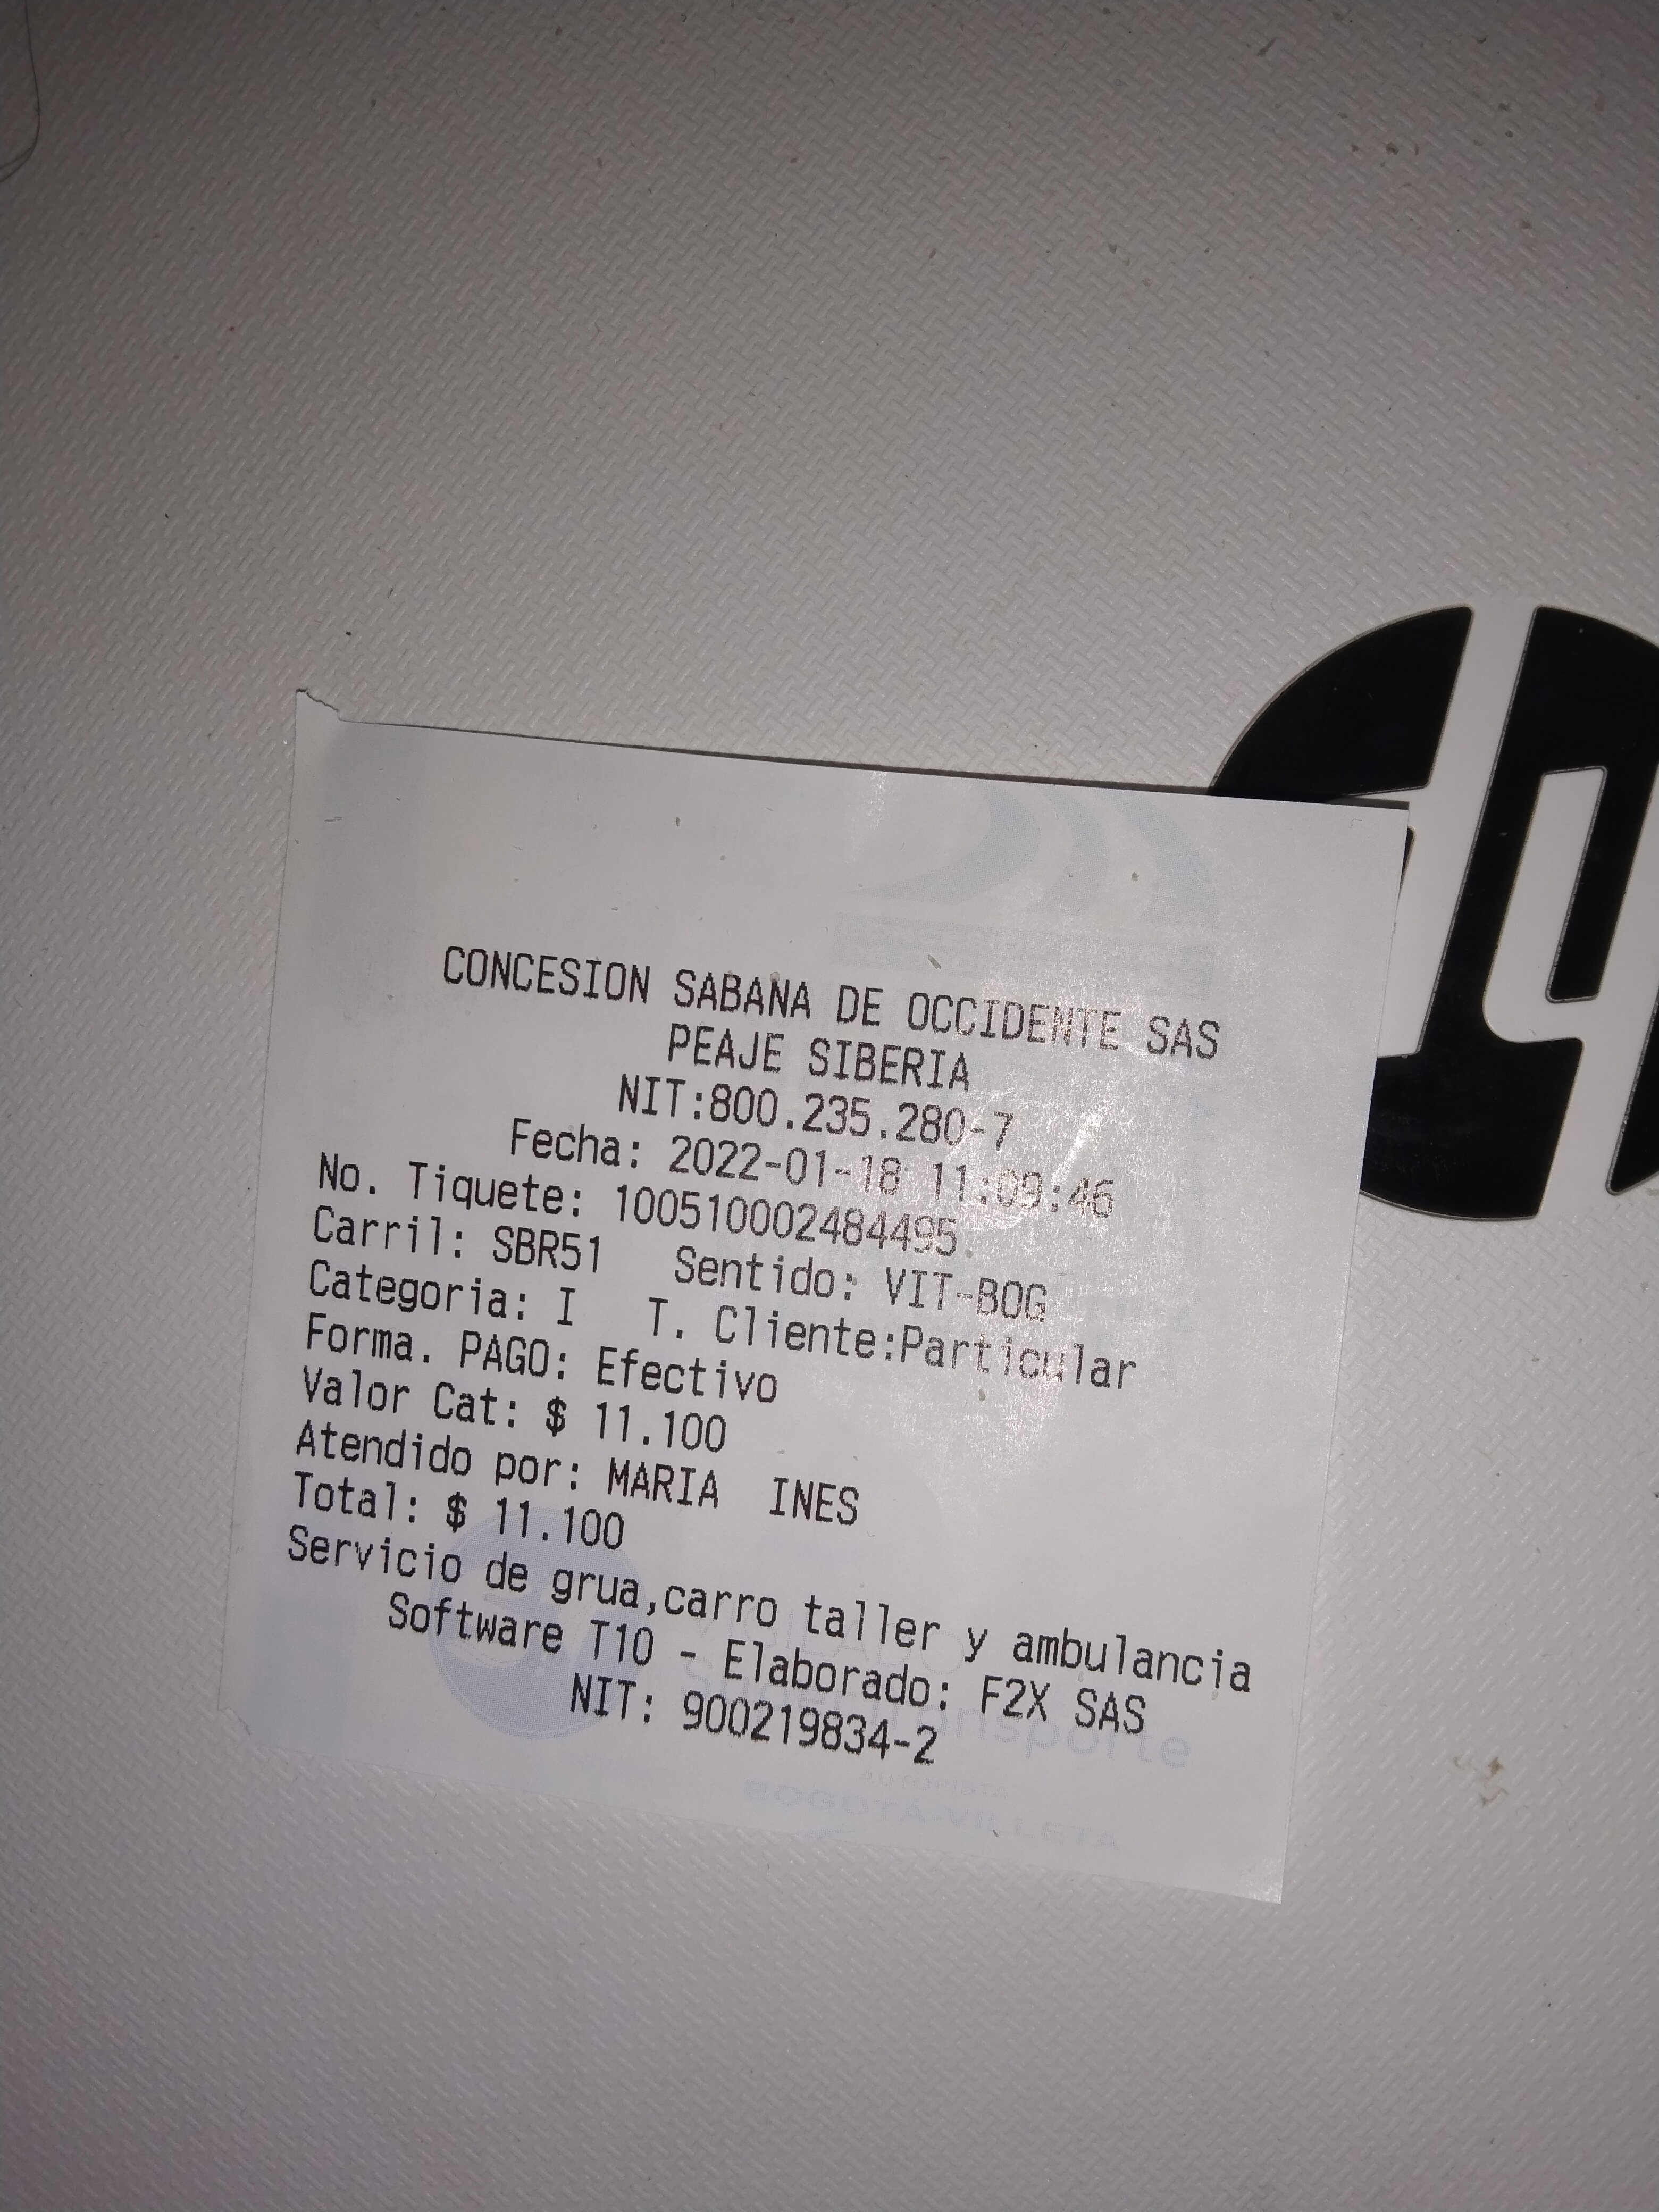 CONCESION SABANA DE OCCIDENTE SAS
PEAJE SIBERIA
NIT:800.235.280-7
Fecha: 2022-01-18 11:09:46
No. Tiquete: 100510002484495.
Carril: SBR51 Sentido: VIT-BOG
Categoria: I T. Cliente:Particular
Forma. PAGO: Efectivo
Valor Cat: $ 11.100
Atendido por: MARIA INES
Total: $ 11.100
Servicio de grua,carro taller y ambulancia
Software T10 - Elaborado: F2X SAS
NIT: 900219834-2
AUTOPISTA
BOGOTÁ-VILLETA